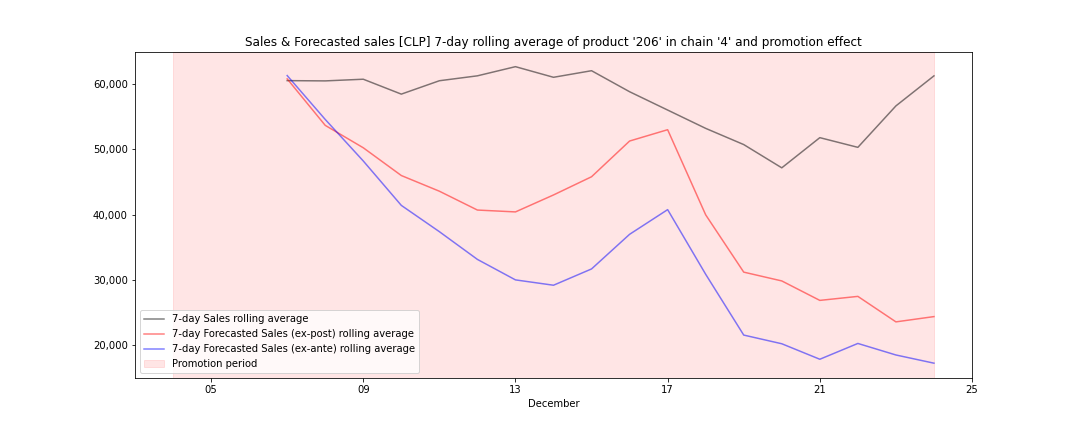 Sales & Forecasted sales [CLP] 7-day rolling average of product '206' in chain '4' and promotion effect
60,000
50,000
40,000
30,000
20,000
7-day Sales rolling average
7-day Forecasted Sales (ex-post) rolling average
7-day Forecasted Sales (ex-ante) rolling average
Promotion period
05 09 13 17 21 25
December